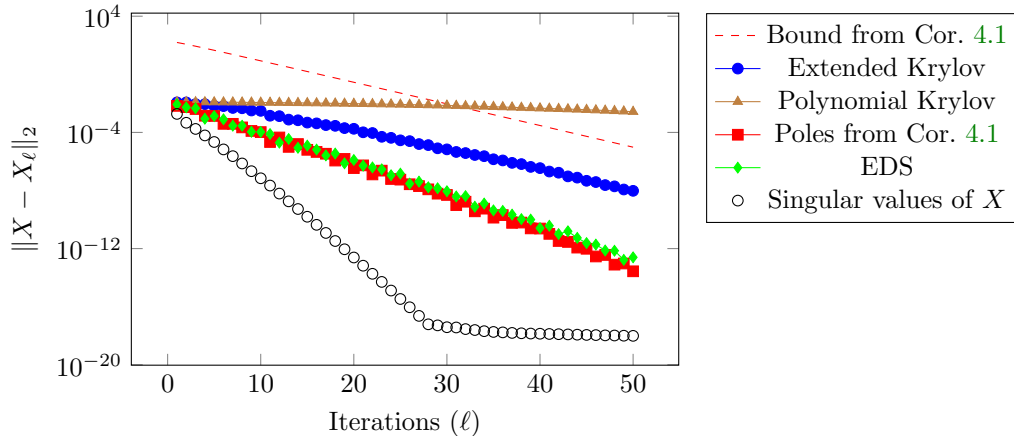 10^4
10^{-4}
10^{-12}
10^{-20}
‖X − X_ℓ‖_2
0 10 20 30 40 50
Iterations (ℓ)
Bound from Cor. 4.1
Extended Krylov
Polynomial Krylov
Poles from Cor. 4.1
EDS
Singular values of X